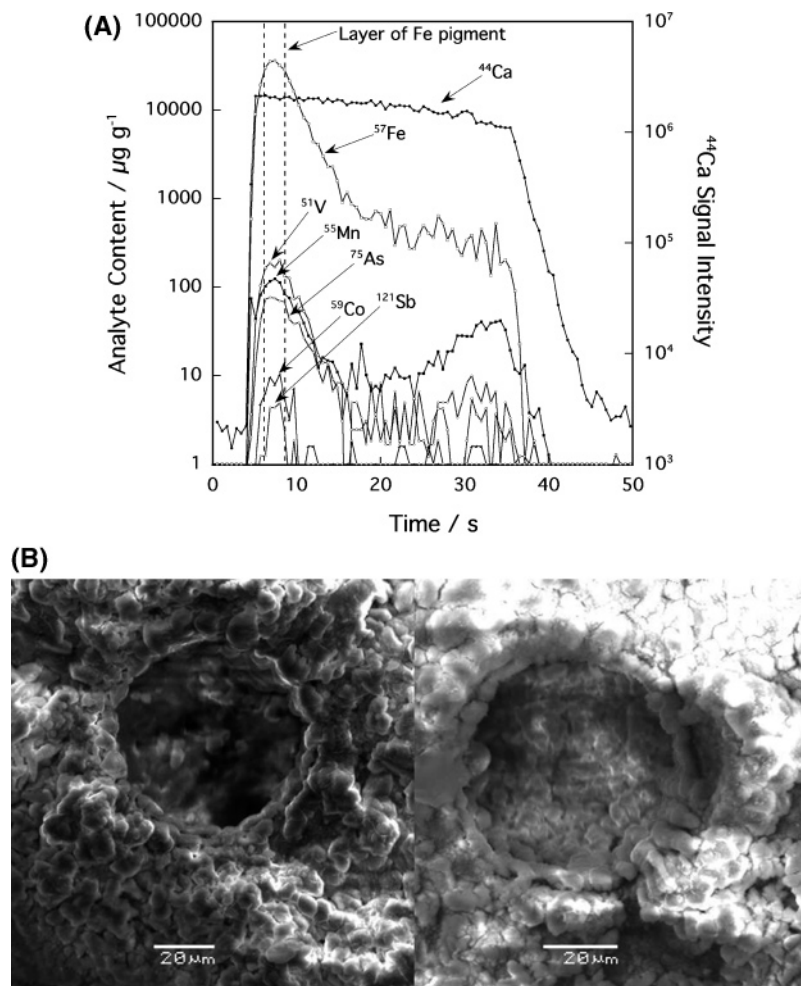 (A)
100000
10000
1000
100
10
1
Analyte Content / µg g⁻¹
Layer of Fe pigment
⁴⁴Ca
⁵⁷Fe
⁵¹V
⁵⁵Mn
⁷⁵As
⁵⁹Co
¹²¹Sb
10⁷
10⁶
10⁵
10⁴
10³
⁴⁴Ca Signal Intensity
0 10 20 30 40 50
Time / s
(B)
20µm
20µm